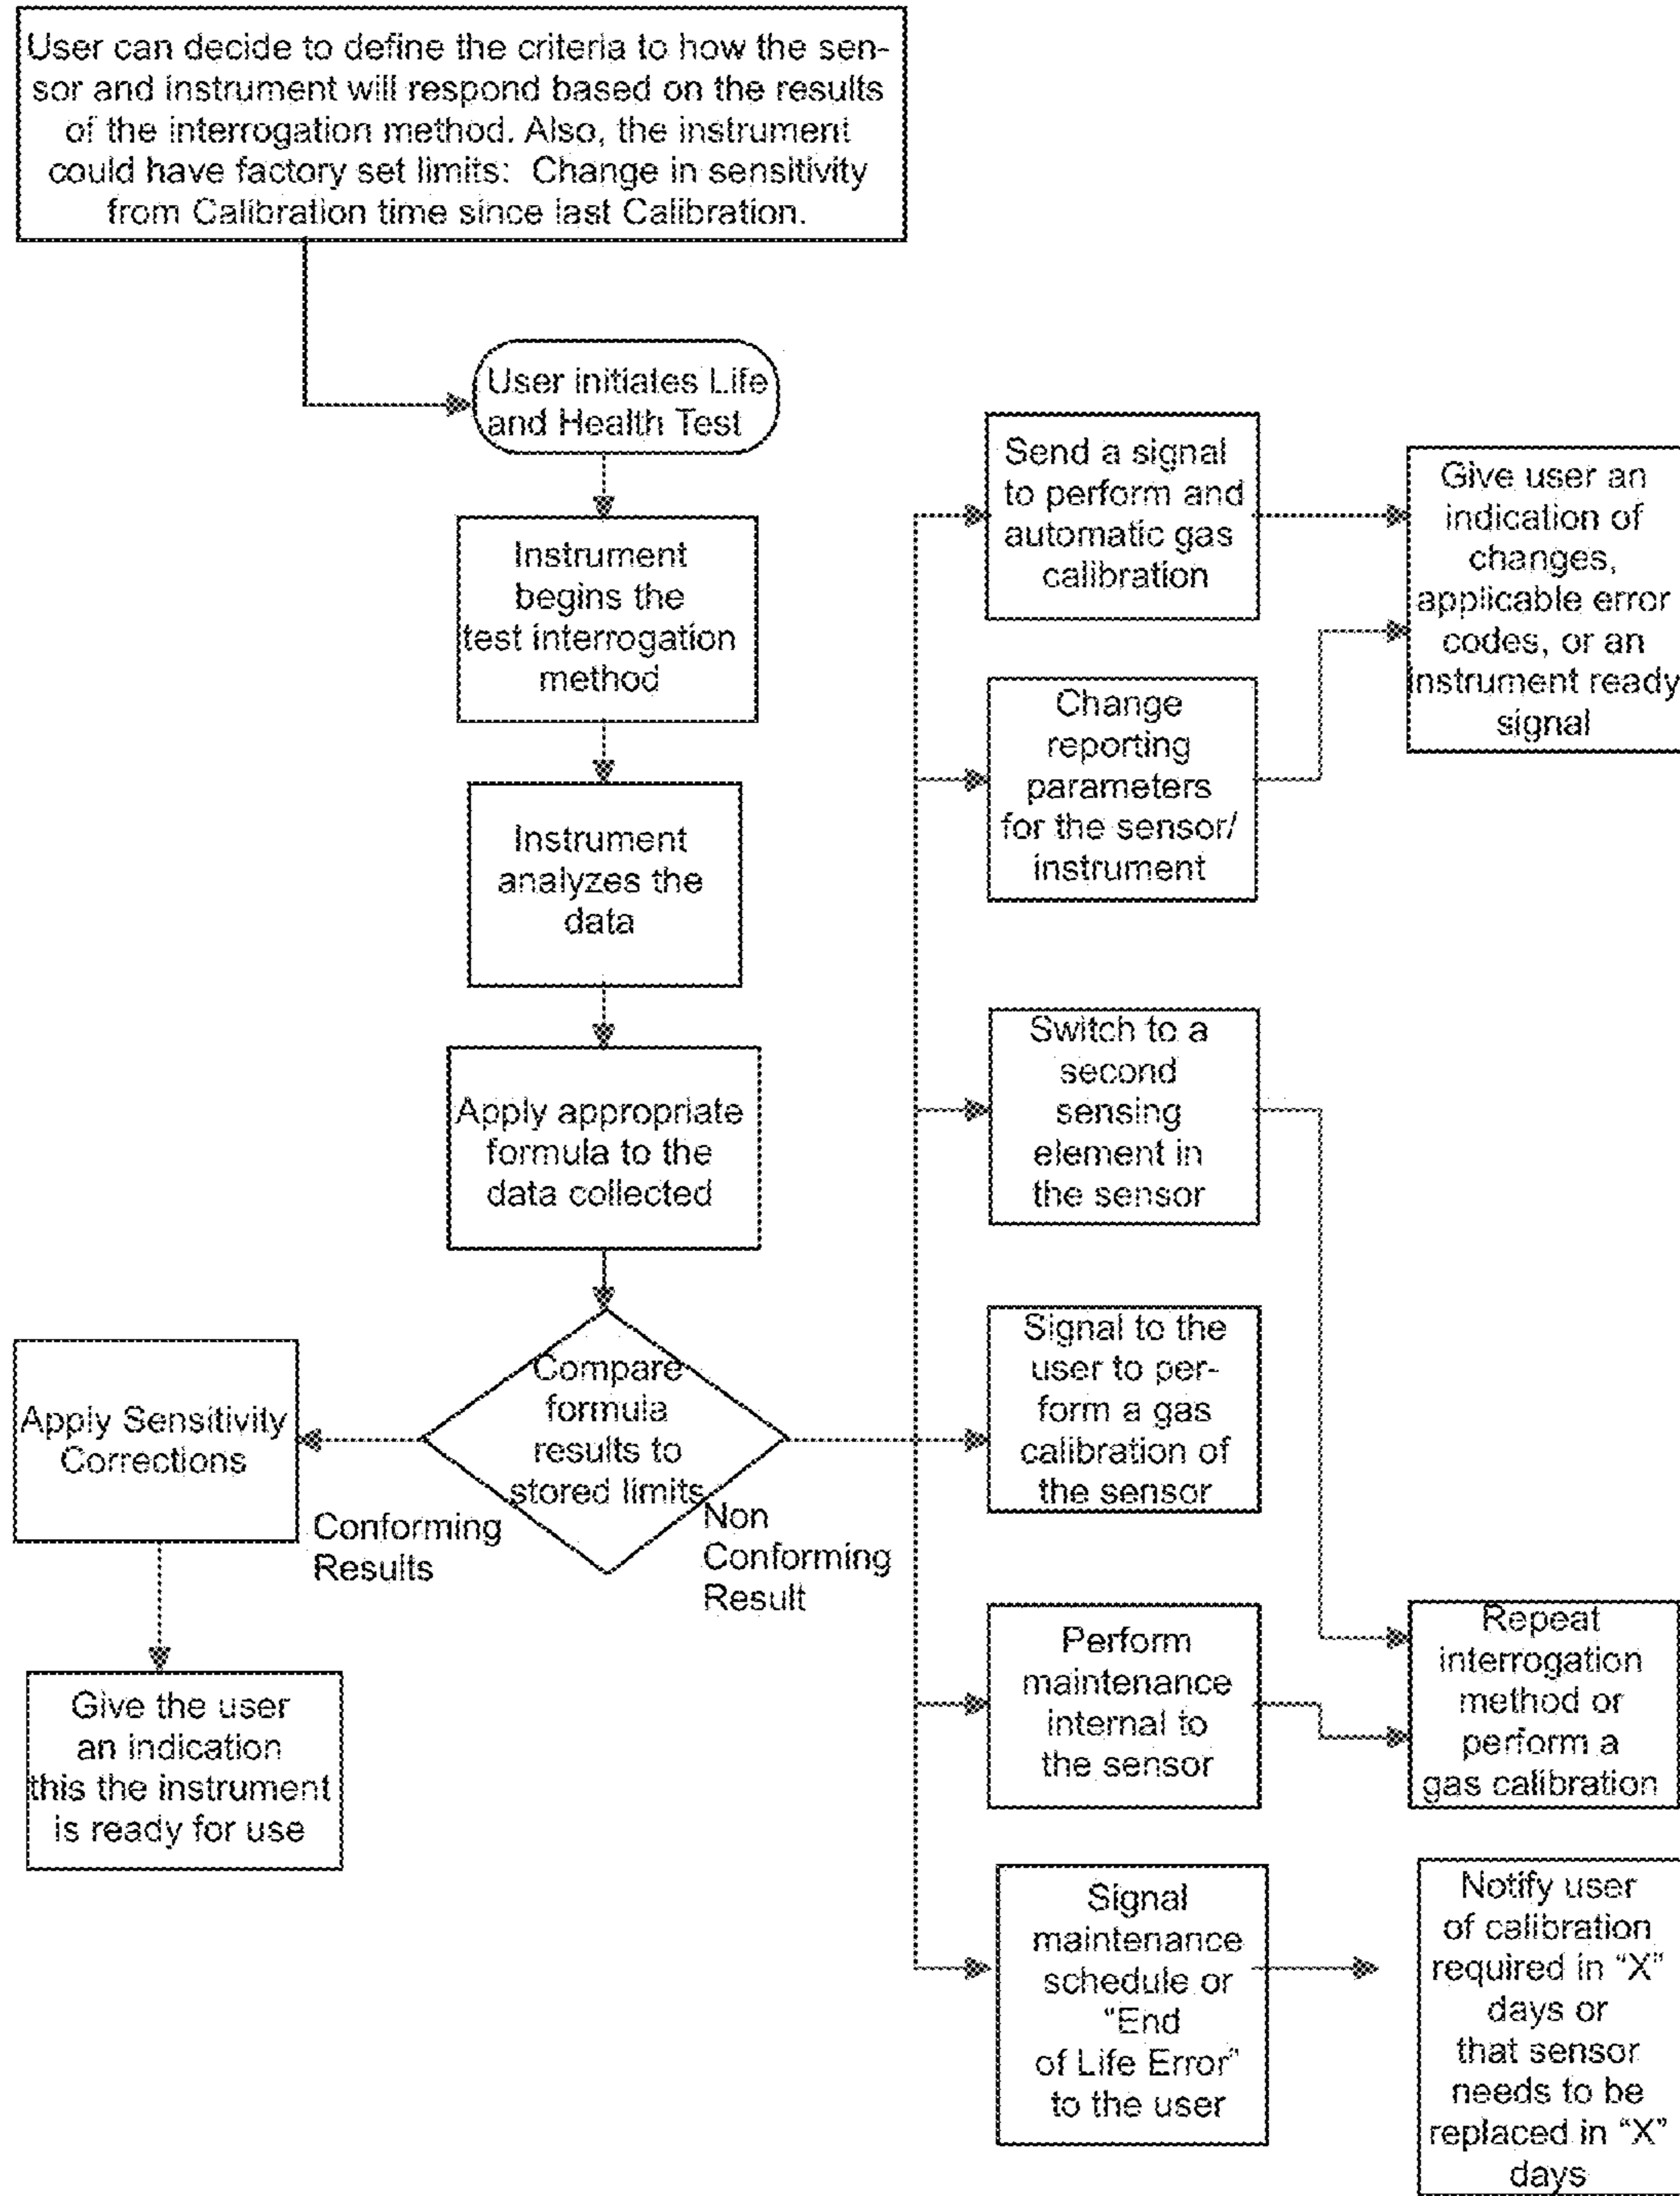 User can decide to define the criteria to how the sen-
sor and instrument will respond based on the results
of the interrogation method. Also, the instrument
could have factory set limits: Change in sensitivity
from Calibration time since last Calibration.
User initiates Life
and Health Test
Instrument
begins the
test interrogation
method
Instrument
analyzes the
data
Apply appropriate
formula to the
data collected
Compare
formula
results to
stored limits
Conforming
Results
Non
Conforming
Result
Apply Sensitivity
Corrections
Give the user
an indication
this the instrument
is ready for use
Send a signal
to perform and
automatic gas
calibration
Change
reporting
parameters
for the sensor/
instrument
Give user an
indication of
changes,
applicable error
codes, or an
instrument ready
signal
Switch to a
second
sensing
element in
the sensor
Signal to the
user to per-
form a gas
calibration of
the sensor
Perform
maintenance
internal to
the sensor
Repeat
interrogation
method or
perform a
gas calibration
Signal
maintenance
schedule or
"End
of Life Error"
to the user
Notify user
of calibration
required in “X”
days or
that sensor
needs to be
replaced in “X”
days